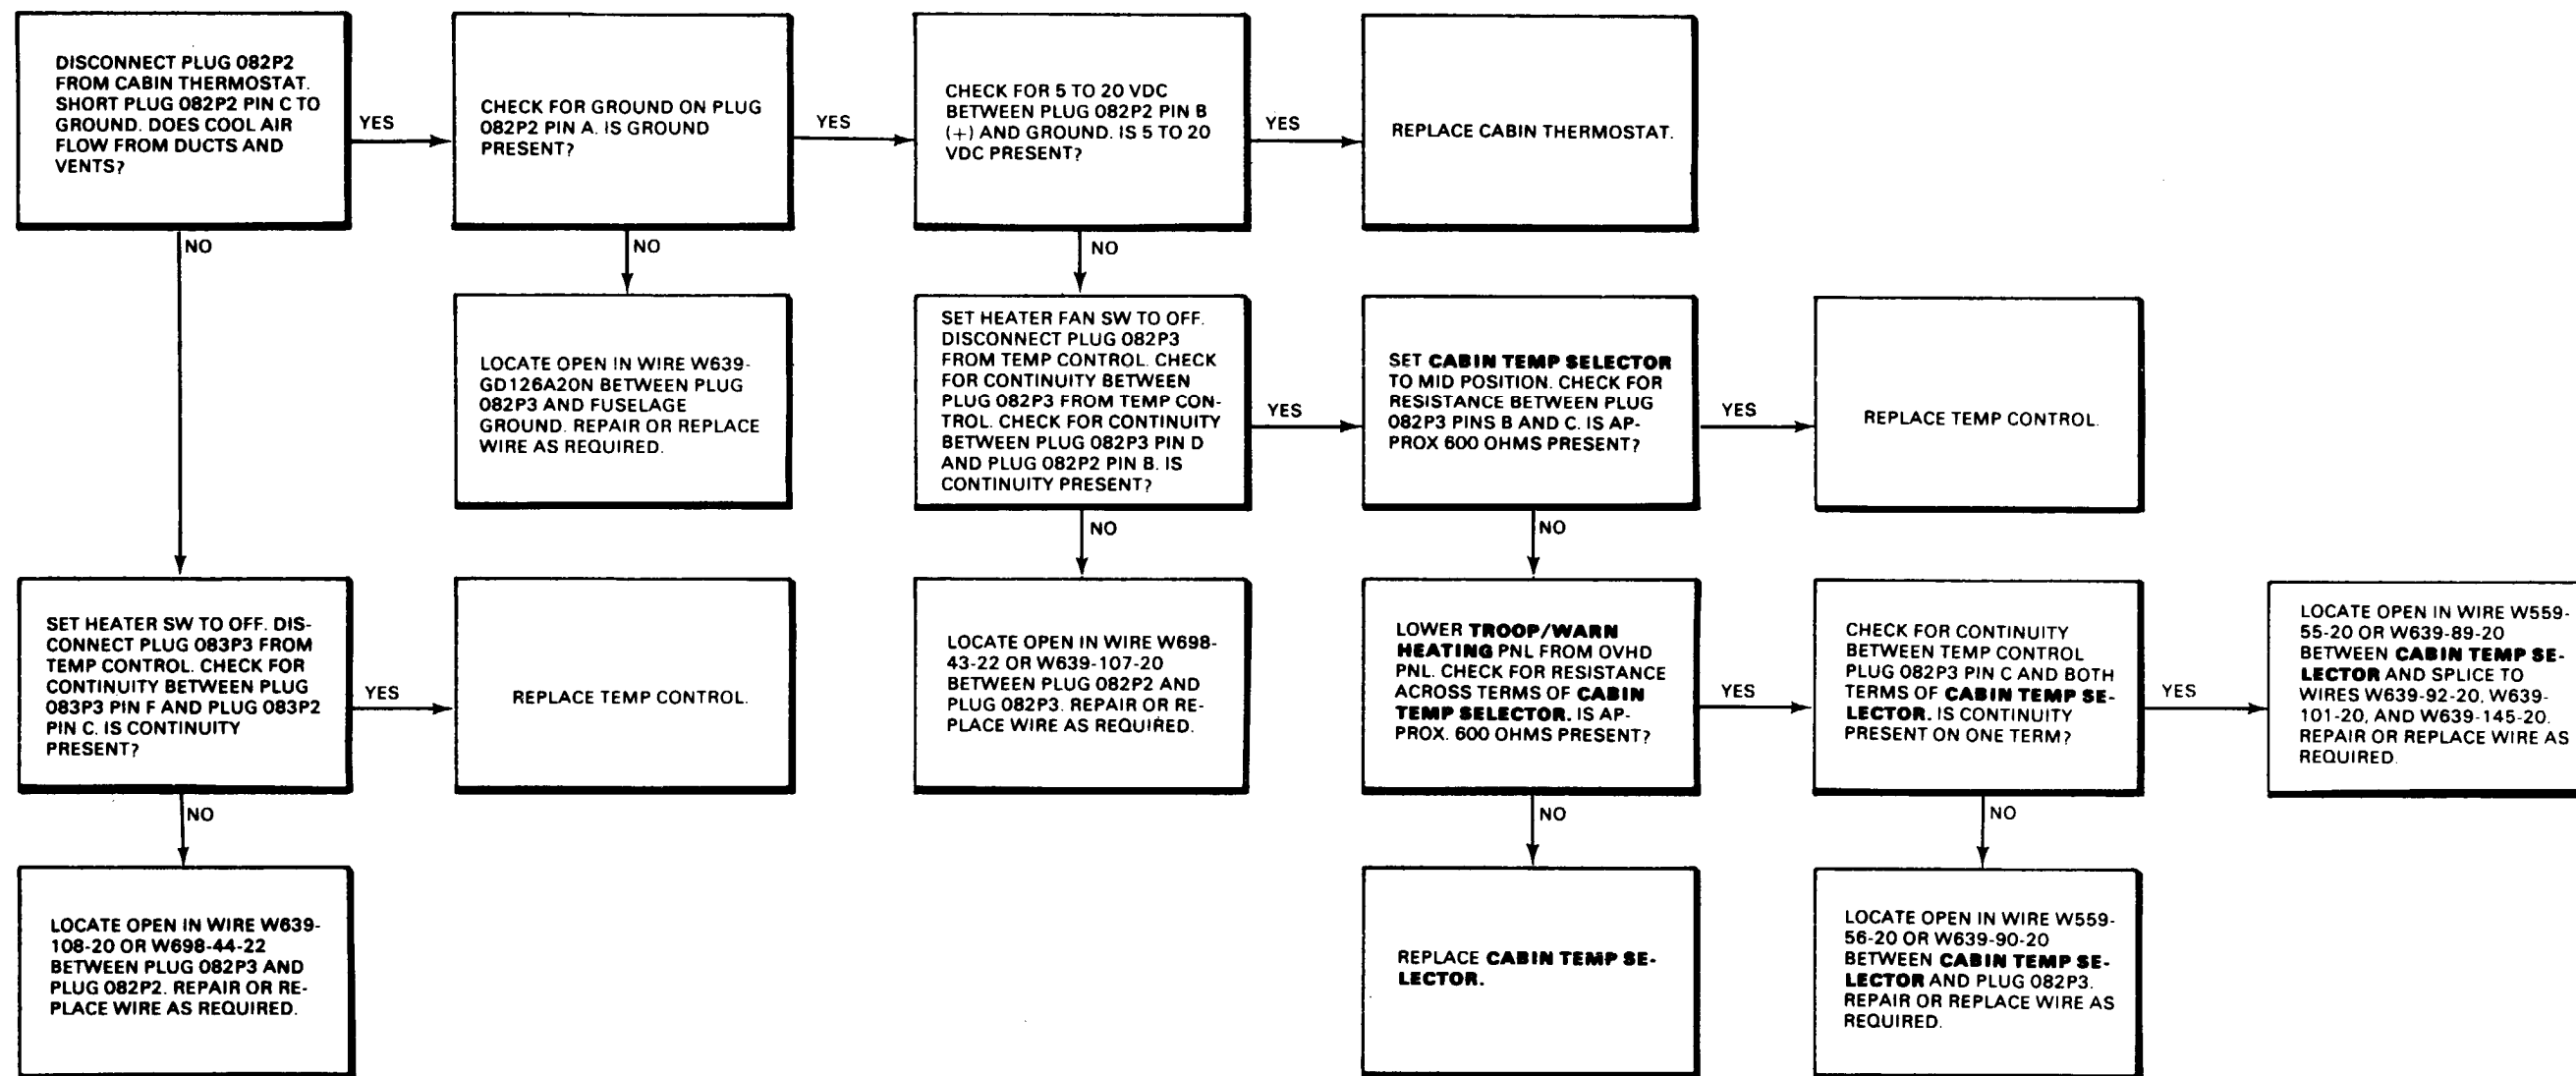 DISCONNECT PLUG 082P2
FROM CABIN THERMOSTAT.
SHORT PLUG 082P2 PIN C TO
GROUND. DOES COOL AIR
FLOW FROM DUCTS AND
VENTS?
YES
CHECK FOR GROUND ON PLUG
082P2 PIN A. IS GROUND
PRESENT?
YES
CHECK FOR 5 TO 20 VDC
BETWEEN PLUG 082P2 PIN B
(+) AND GROUND. IS 5 TO 20
VDC PRESENT?
YES
REPLACE CABIN THERMOSTAT.
NO
NO
NO
LOCATE OPEN IN WIRE W639-
GD126A20N BETWEEN PLUG
082P3 AND FUSELAGE
GROUND. REPAIR OR REPLACE
WIRE AS REQUIRED.
SET HEATER FAN SW TO OFF.
DISCONNECT PLUG 082P3
FROM TEMP CONTROL. CHECK
FOR CONTINUITY BETWEEN
PLUG 082P3 FROM TEMP CON-
TROL. CHECK FOR CONTINUITY
BETWEEN PLUG 082P3 PIN D
AND PLUG 082P2 PIN B. IS
CONTINUITY PRESENT?
YES
SET CABIN TEMP SELECTOR
TO MID POSITION. CHECK FOR
RESISTANCE BETWEEN PLUG
082P3 PINS B AND C. IS AP-
PROX 600 OHMS PRESENT?
YES
REPLACE TEMP CONTROL.
NO
NO
SET HEATER SW TO OFF. DIS-
CONNECT PLUG 083P3 FROM
TEMP CONTROL. CHECK FOR
CONTINUITY BETWEEN PLUG
083P3 PIN F AND PLUG 083P2
PIN C. IS CONTINUITY
PRESENT?
YES
REPLACE TEMP CONTROL.
LOCATE OPEN IN WIRE W698-
43-22 OR W639-107-20
BETWEEN PLUG 082P2 AND
PLUG 082P3. REPAIR OR RE-
PLACE WIRE AS REQUIRED.
LOWER TROOP/WARN
HEATING PNL FROM OVHD
PNL. CHECK FOR RESISTANCE
ACROSS TERMS OF CABIN
TEMP SELECTOR. IS AP-
PROX. 600 OHMS PRESENT?
YES
CHECK FOR CONTINUITY
BETWEEN TEMP CONTROL
PLUG 082P3 PIN C AND BOTH
TERMS OF CABIN TEMP SE-
LECTOR. IS CONTINUITY
PRESENT ON ONE TERM?
YES
LOCATE OPEN IN WIRE W559-
55-20 OR W639-89-20
BETWEEN CABIN TEMP SE-
LECTOR AND SPLICE TO
WIRES W639-92-20, W639-
101-20, AND W639-145-20.
REPAIR OR REPLACE WIRE AS
REQUIRED.
NO
NO
NO
LOCATE OPEN IN WIRE W639-
108-20 OR W698-44-22
BETWEEN PLUG 082P3 AND
PLUG 082P2. REPAIR OR RE-
PLACE WIRE AS REQUIRED.
REPLACE CABIN TEMP SE-
LECTOR.
LOCATE OPEN IN WIRE W559-
56-20 OR W639-90-20
BETWEEN CABIN TEMP SE-
LECTOR AND PLUG 082P3.
REPAIR OR REPLACE WIRE AS
REQUIRED.